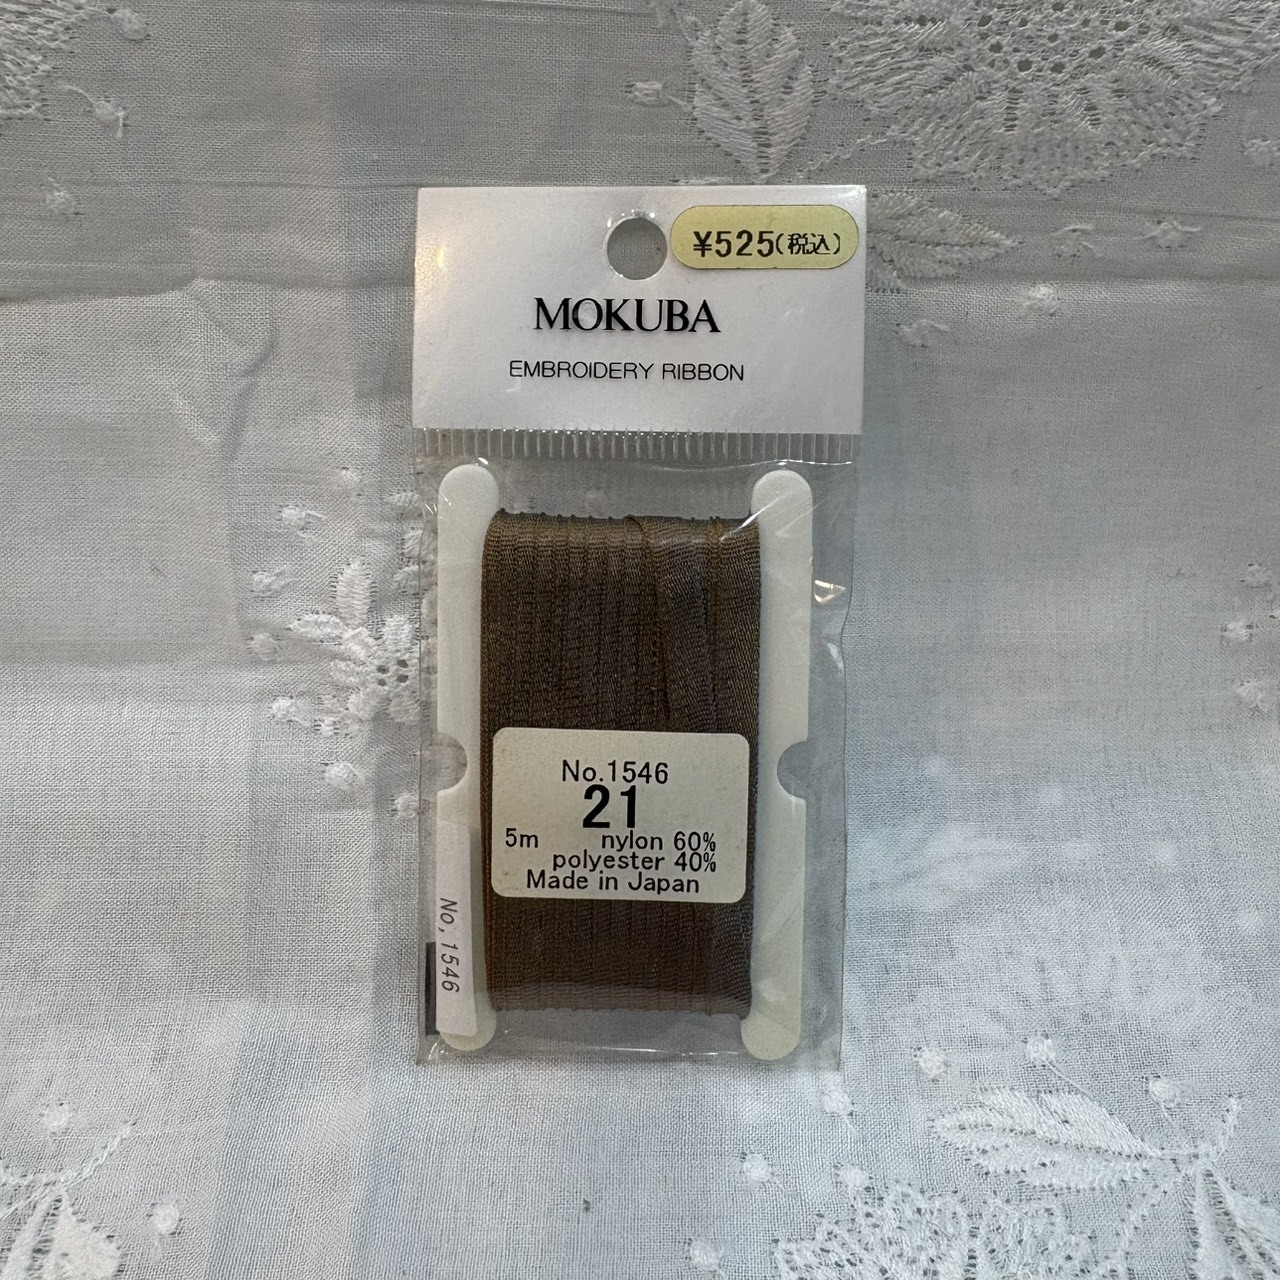 ¥525(税込)
MOKUBA
EMBROIDERY RIBBON
No.1546
21
5m nylon 60%
polyester 40%
Made in Japan
No,1546